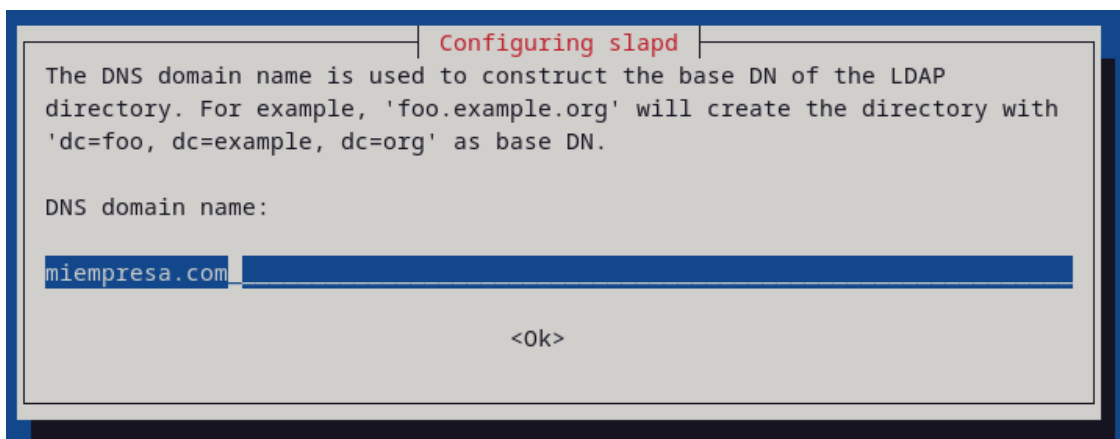 Configuring slapd
The DNS domain name is used to construct the base DN of the LDAP
directory. For example, 'foo.example.org' will create the directory with
'dc=foo, dc=example, dc=org' as base DN.
DNS domain name:
miempresa.com
<Ok>